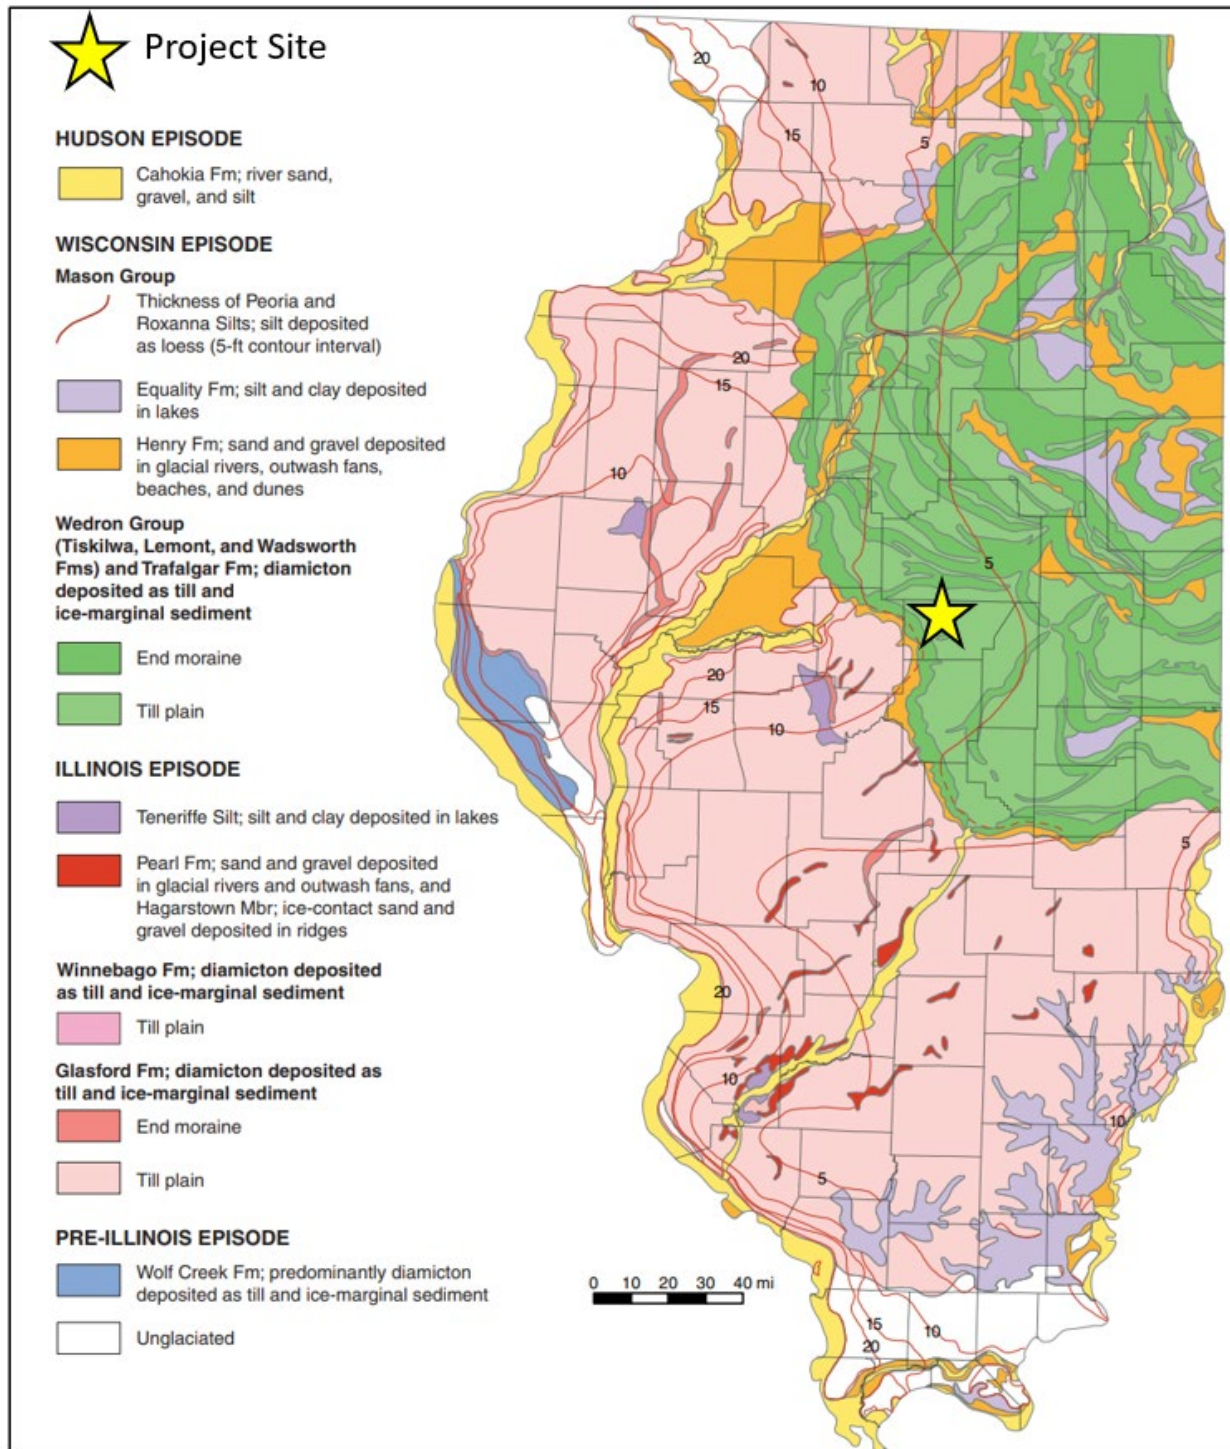 Project Site
HUDSON EPISODE
Cahokia Fm; river sand,
gravel, and silt
WISCONSIN EPISODE
Mason Group
Thickness of Peoria and
Roxanna Silts; silt deposited
as loess (5-ft contour interval)
Equality Fm; silt and clay deposited
in lakes
Henry Fm; sand and gravel deposited
in glacial rivers, outwash fans,
beaches, and dunes
Wedron Group
(Tiskilwa, Lemont, and Wadsworth
Fms) and Trafalgar Fm; diamicton
deposited as till and
ice-marginal sediment
End moraine
Till plain
ILLINOIS EPISODE
Teneriffe Silt; silt and clay deposited in lakes
Pearl Fm; sand and gravel deposited
in glacial rivers and outwash fans, and
Hagarstown Mbr; ice-contact sand and
gravel deposited in ridges
Winnebago Fm; diamicton deposited
as till and ice-marginal sediment
Till plain
Glasford Fm; diamicton deposited as
till and ice-marginal sediment
End moraine
Till plain
PRE-ILLINOIS EPISODE
Wolf Creek Fm; predominantly diamicton
deposited as till and ice-marginal sediment
Unglaciated
20
10
15
5
20
15
10
5
20
15
10
5
20
10
10
5
0 10 20 30 40 mi
15
10
20